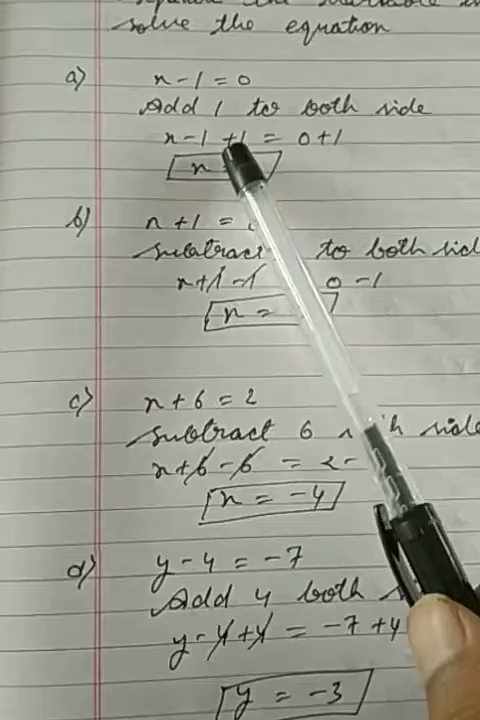 solve the equation
a) x-1=0
Add 1 to both side
x-1+1 = 0+1
x
b) x+1 =
subtract to both sid
x+1-1 0-1
x =
c) x+6=2
subtract 6 side
x+6-6 = 2-
x = -4
d) y-4 = -7
Add 4 both
y-4+4 = -7+4
y = -3